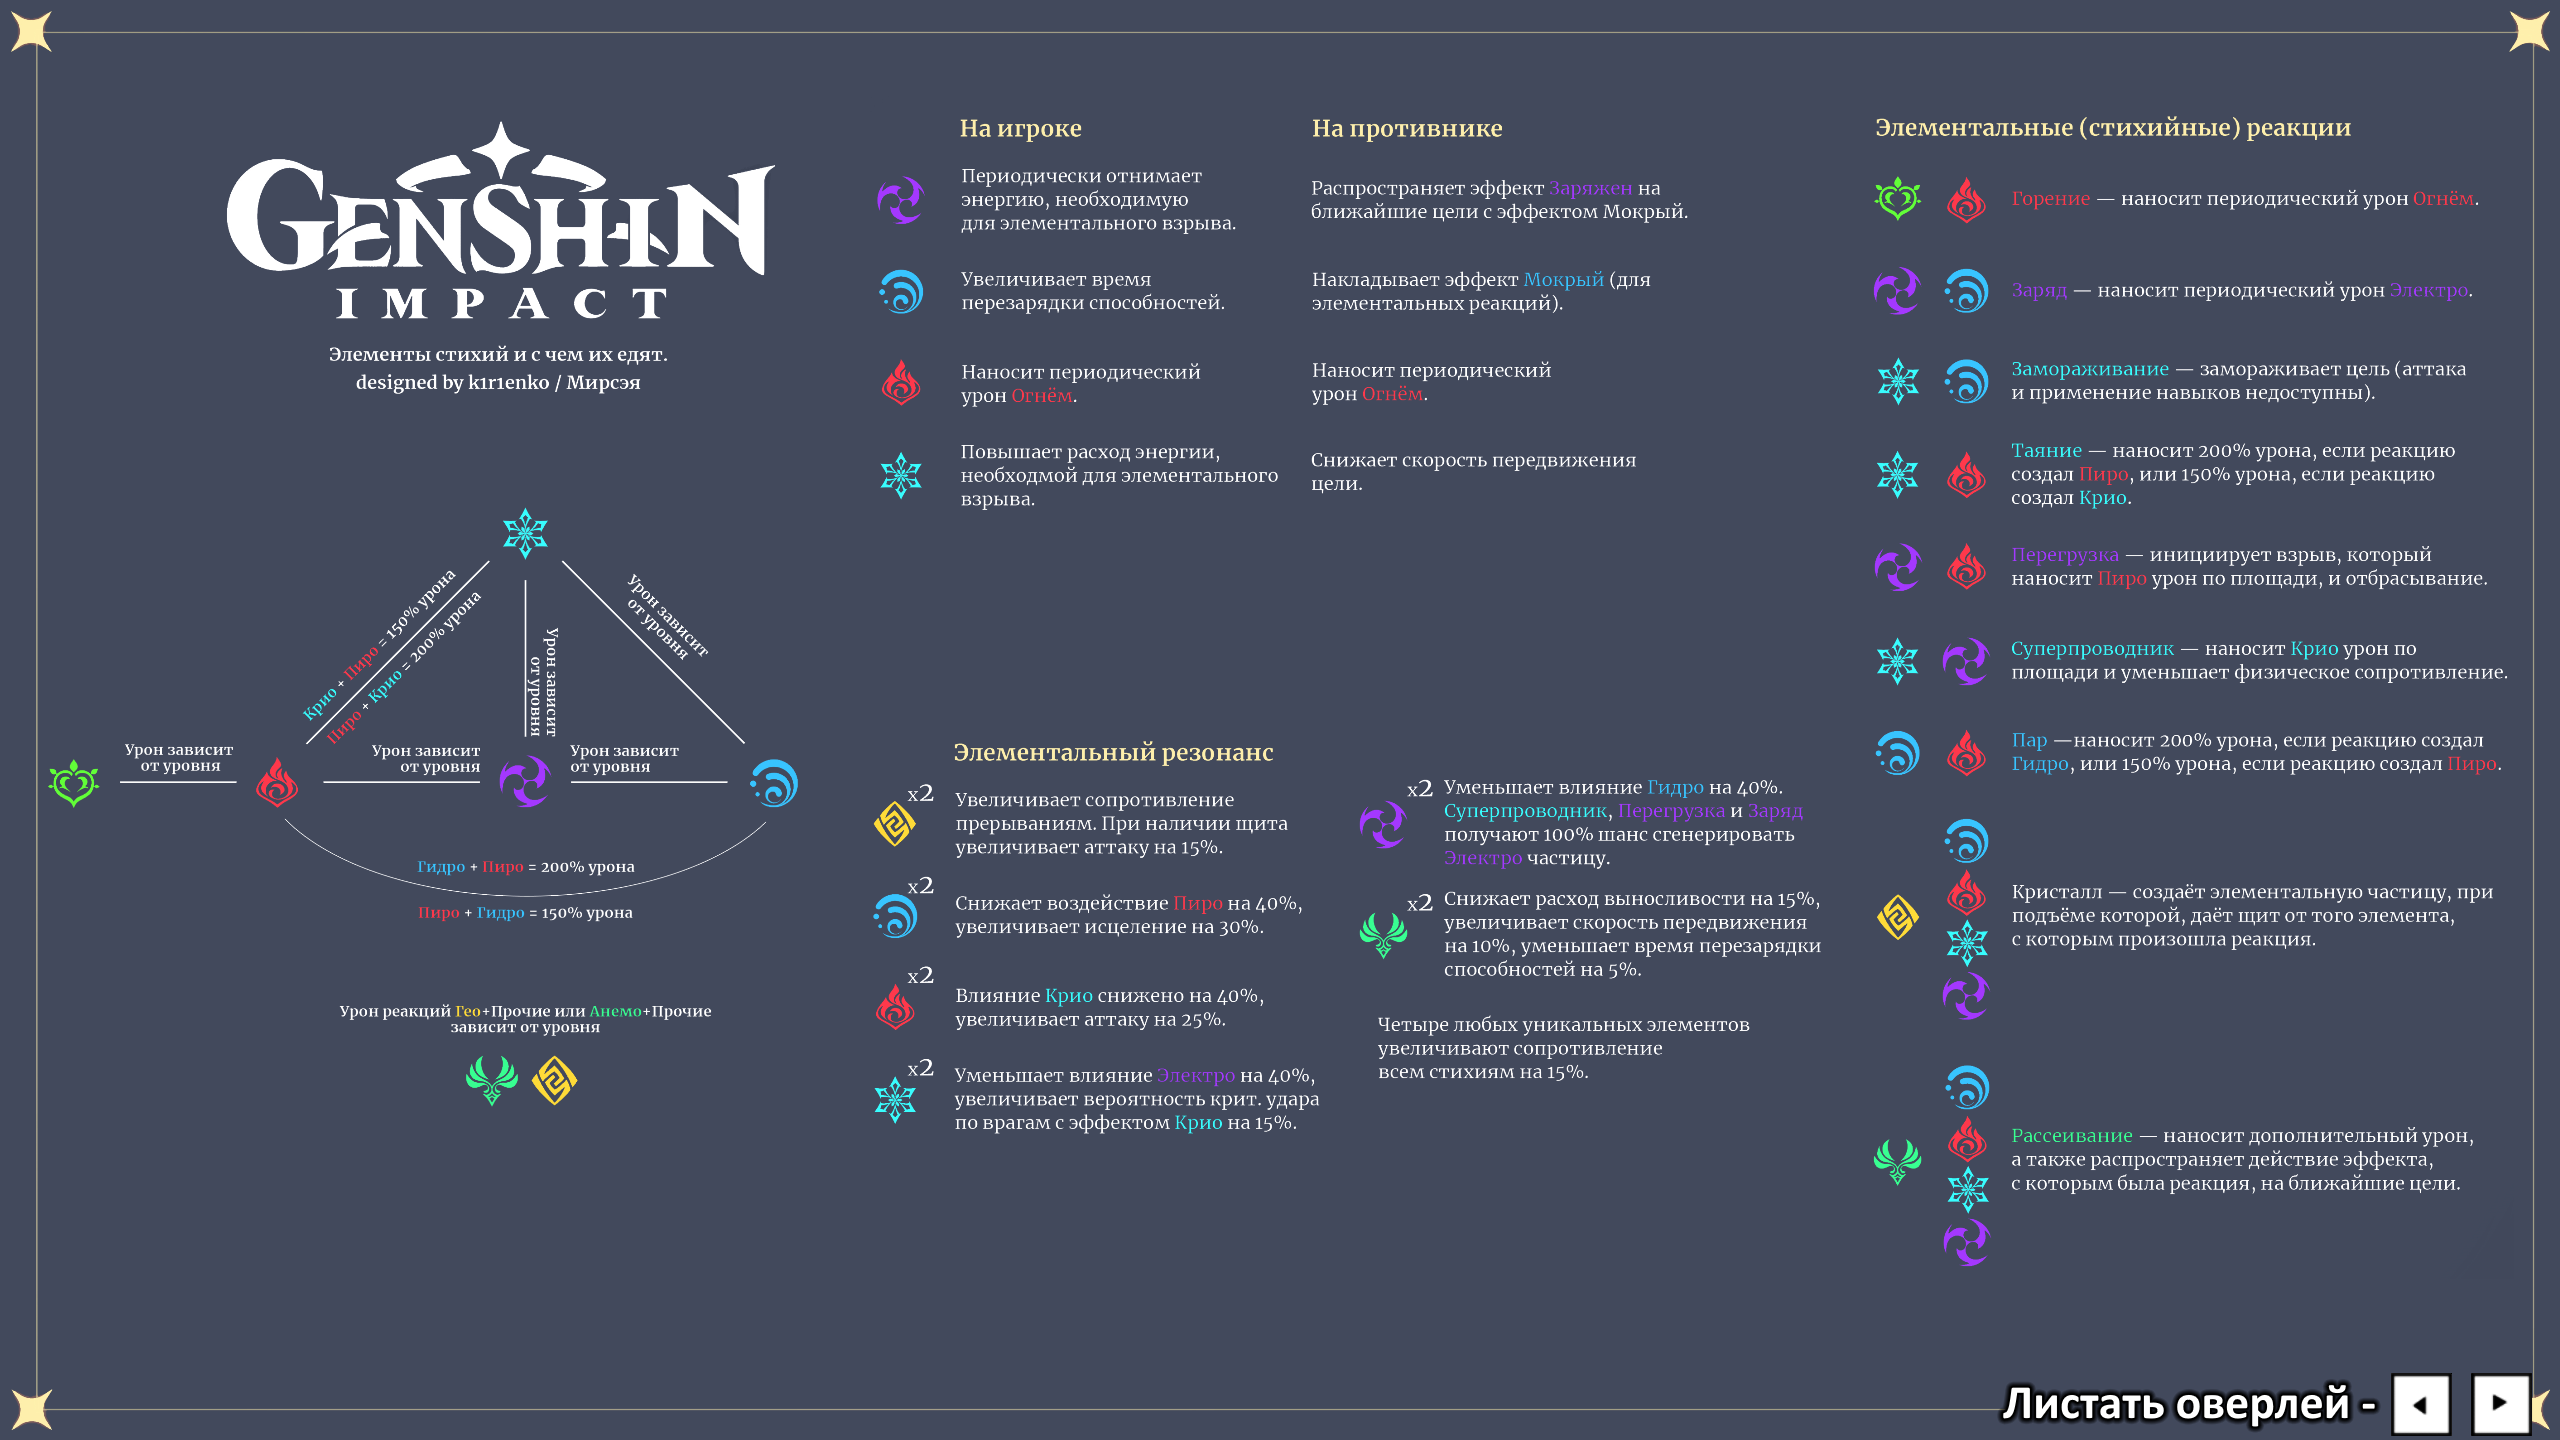 GENSHIN
IMPACT
Элементы стихий и с чем их едят.
designed by k1r1enko / Мирсэя
Крио + Пиро = 150% урона
Пиро + Крио = 200% урона
Урон зависит
от уровня
Урон зависит
от уровня
Урон зависит
от уровня
Урон зависит
от уровня
Урон зависит
от уровня
Гидро + Пиро = 200% урона
Пиро + Гидро = 150% урона
Урон реакций Гео+Прочие или Анемо+Прочие
зависит от уровня
На игроке
Периодически отнимает
энергию, необходимую
для элементального взрыва.
Увеличивает время
перезарядки способностей.
Наносит периодический
урон Огнём.
Повышает расход энергии,
необходмой для элементального
взрыва.
На противнике
Распространяет эффект Заряжен на
ближайшие цели с эффектом Мокрый.
Накладывает эффект Мокрый (для
элементальных реакций).
Наносит периодический
урон Огнём.
Снижает скорость передвижения
цели.
Элементальный резонанс
x2
Увеличивает сопротивление
прерываниям. При наличии щита
увеличивает атаку на 15%.
x2
Снижает воздействие Пиро на 40%,
увеличивает исцеление на 30%.
x2
Влияние Крио снижено на 40%,
увеличивает атаку на 25%.
x2
Уменьшает влияние Электро на 40%,
увеличивает вероятность крит. удара
по врагам с эффектом Крио на 15%.
x2
Уменьшает влияние Гидро на 40%.
Суперпроводник, Перегрузка и Заряд
получают 100% шанс сгенерировать
Электро частицу.
x2
Снижает расход выносливости на 15%,
увеличивает скорость передвижения
на 10%, уменьшает время перезарядки
способностей на 5%.
Четыре любых уникальных элементов
увеличивают сопротивление
всем стихиям на 15%.
Элементальные (стихийные) реакции
Горение — наносит периодический урон Огнём.
Заряд — наносит периодический урон Электро.
Замораживание — замораживает цель (аттака
и применение навыков недоступны).
Таяние — наносит 200% урона, если реакцию
создал Пиро, или 150% урона, если реакцию
создал Крио.
Перегрузка — инициирует взрыв, который
наносит Пиро урон по площади, и отбрасывание.
Суперпроводник — наносит Крио урон по
площади и уменьшает физическое сопротивление.
Пар —наносит 200% урона, если реакцию создал
Гидро, или 150% урона, если реакцию создал Пиро.
Кристалл — создаёт элементальную частицу, при
подъёме которой, даёт щит от того элемента,
с которым произошла реакция.
Рассеивание — наносит дополнительный урон,
а также распространяет действие эффекта,
с которым была реакция, на ближайшие цели.
Листать оверлей -